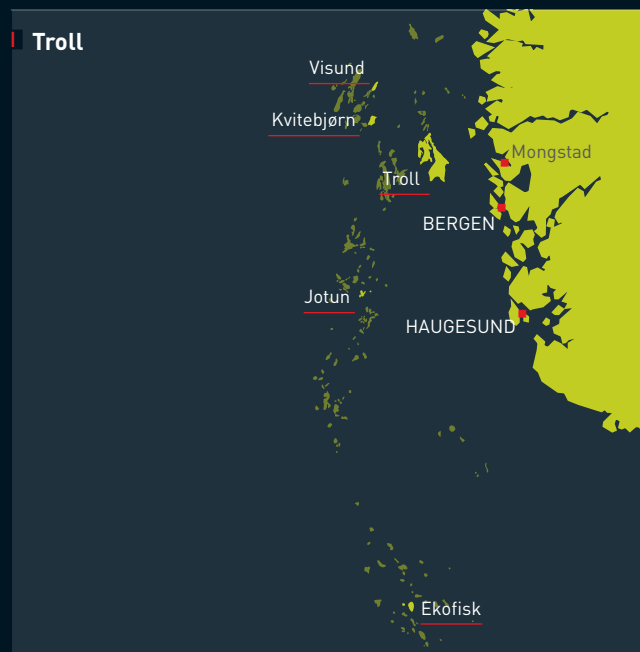 Troll
Visund
Kvitebjørn
Mongstad
Troll
BERGEN
Jotun
HAUGESUND
Ekofisk